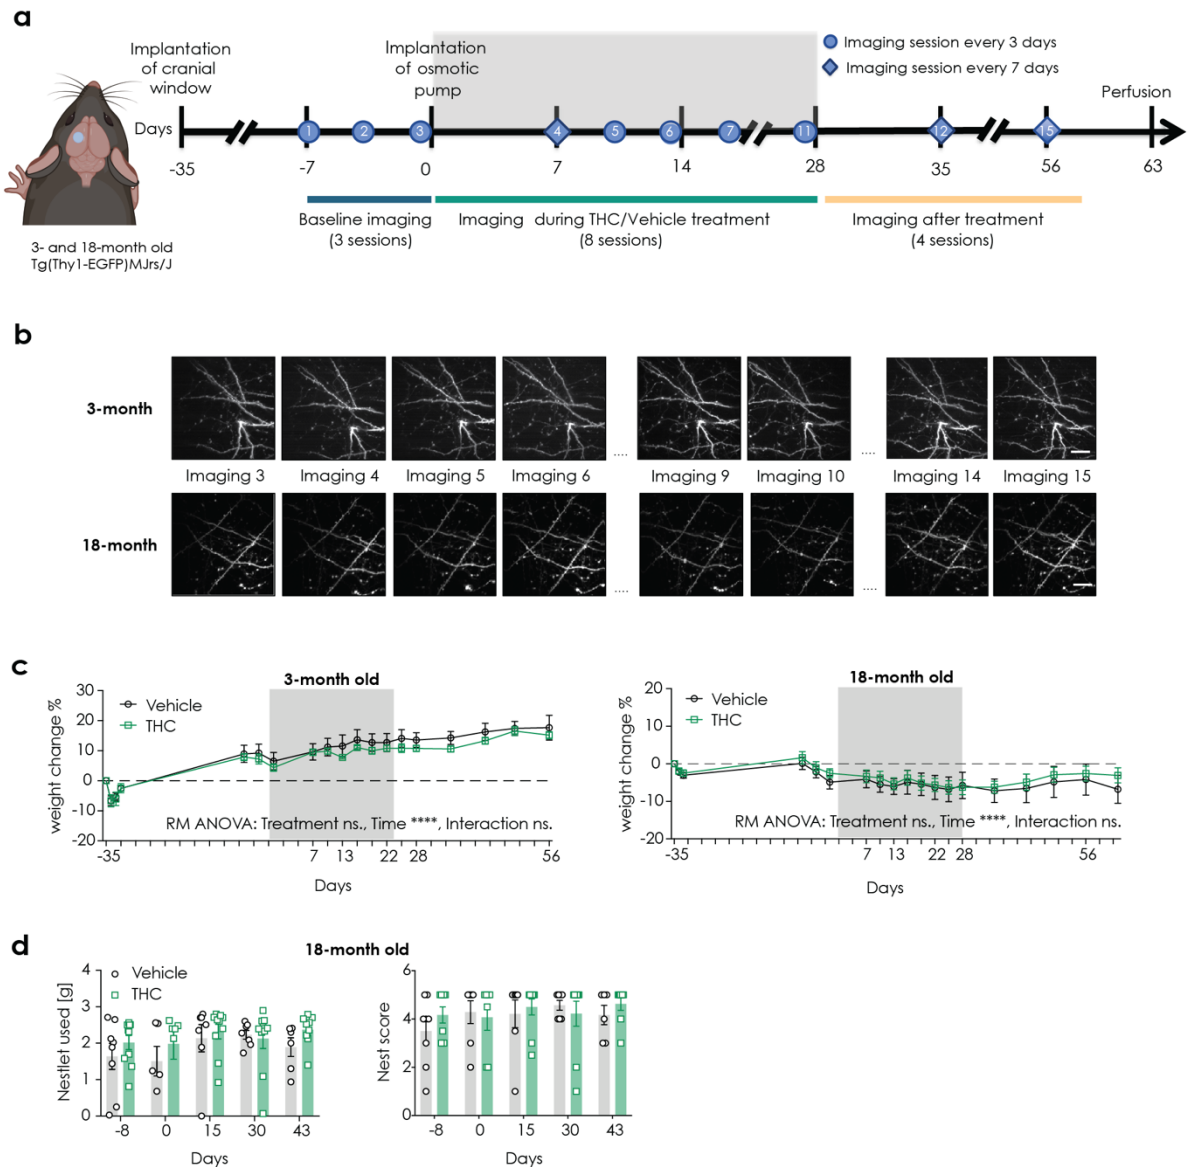 a
Implantation
of cranial
window
Implantation
of osmotic
pump
Imaging session every 3 days
Imaging session every 7 days
Perfusion
Days
1
2
3
4
5
6
7
11
12
15
-35
-7
0
7
14
28
35
56
63
Baseline imaging
(3 sessions)
Imaging during THC/Vehicle treatment
(8 sessions)
Imaging after treatment
(4 sessions)
3- and 18-month old
Tg(Thy1-EGFP)MJrs/J
b
3-month
Imaging 3
Imaging 4
Imaging 5
Imaging 6
....
Imaging 9
Imaging 10
....
Imaging 14
Imaging 15
18-month
....
....
c
3-month old
Vehicle
THC
weight change %
30
20
10
0
-10
-20
RM ANOVA: Treatment ns., Time ****, Interaction ns.
-35 7 13 22 28 56
Days
18-month old
Vehicle
THC
weight change %
20
10
0
-10
-20
RM ANOVA: Treatment ns., Time ****, Interaction ns.
-35 7 13 22 28 56
Days
d
18-month old
Vehicle
THC
Nestlet used [g]
4
3
2
1
0
-8 0 15 30 43
Days
Nest score
6
4
2
0
-8 0 15 30 43
Days